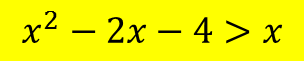 x² − 2x − 4 > x